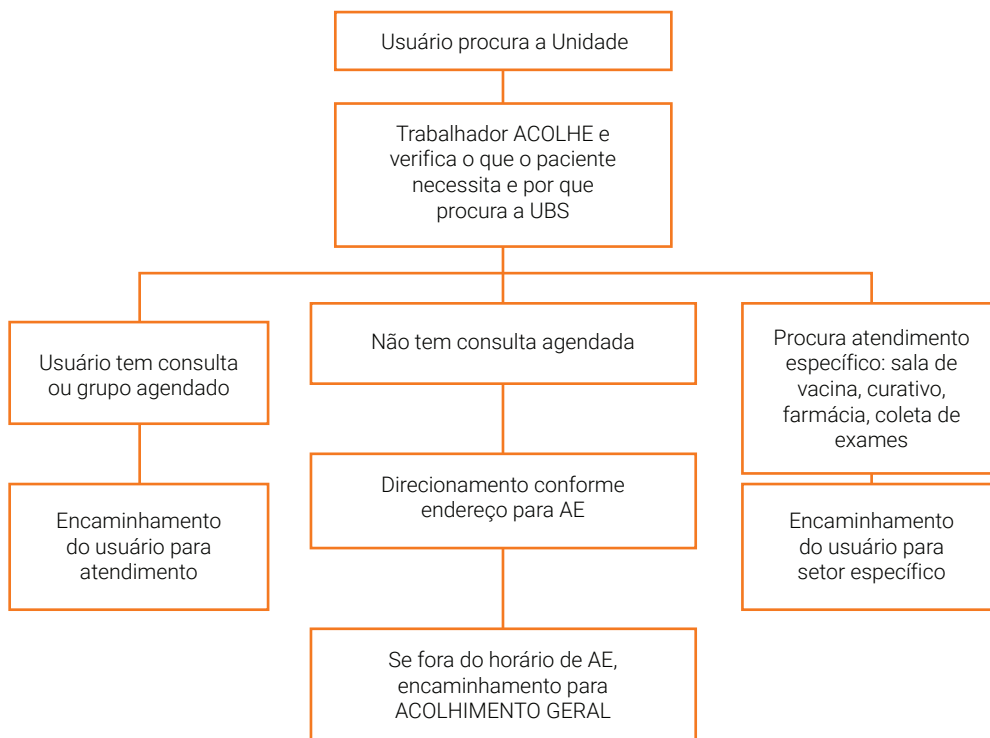 Usuário procura a Unidade
Trabalhador ACOLHE e
verifica o que o paciente
necessita e por que
procura a UBS
Usuário tem consulta
ou grupo agendado
Encaminhamento
do usuário para
atendimento
Não tem consulta agendada
Direcionamento conforme
endereço para AE
Se fora do horário de AE,
encaminhamento para
ACOLHIMENTO GERAL
Procura atendimento
específico: sala de
vacina, curativo,
farmácia, coleta de
exames
Encaminhamento
do usuário para
setor específico